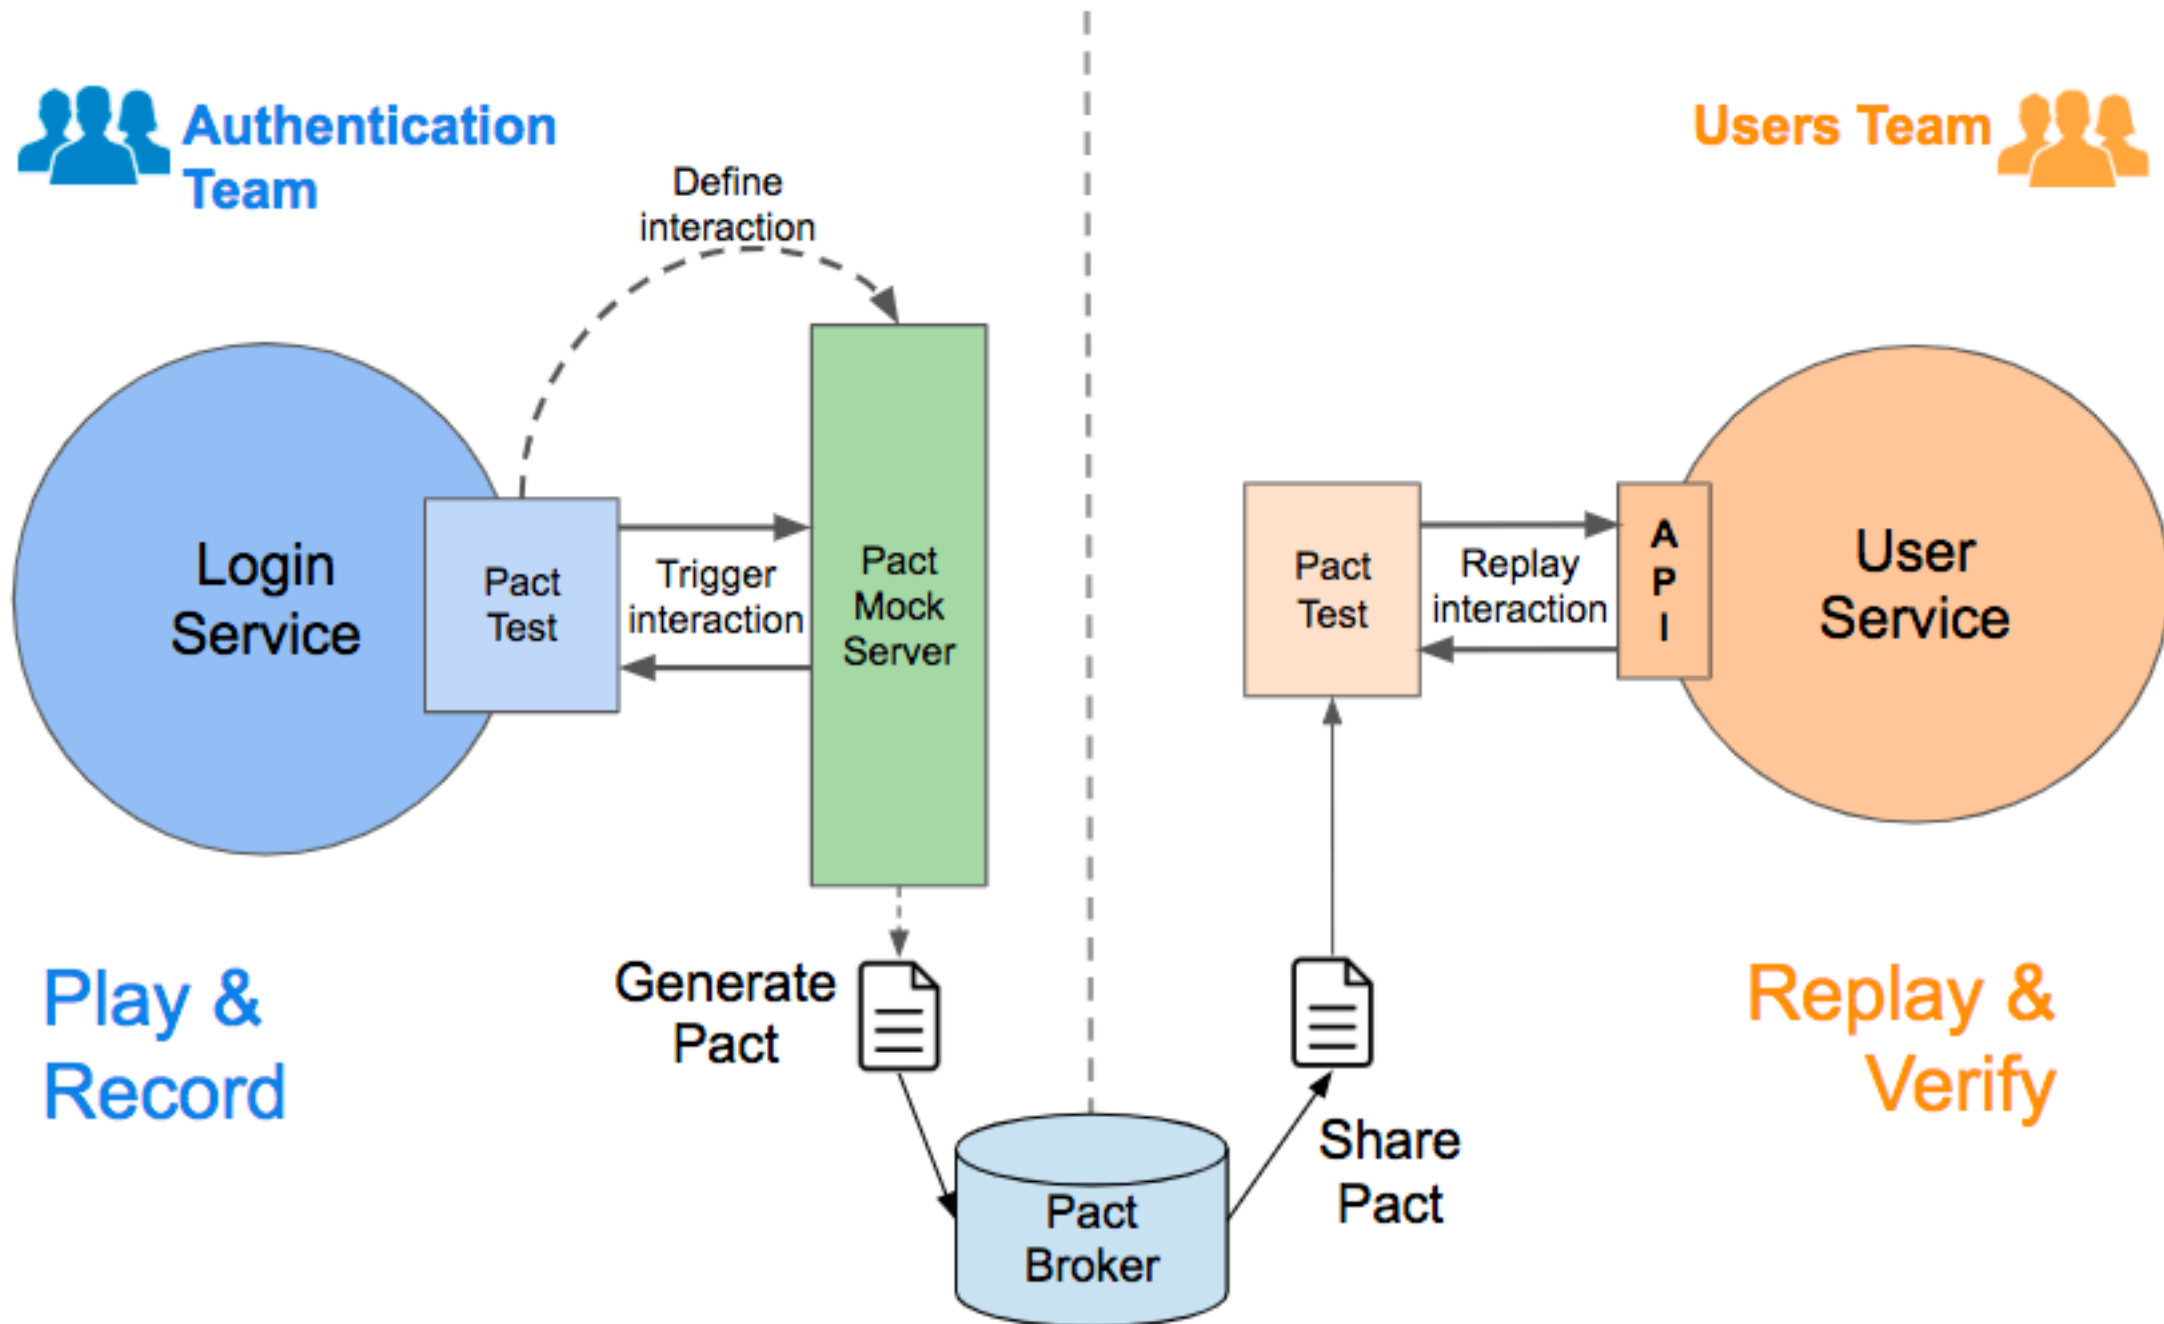 Authentication
Team
Users Team
Define
interaction
Login
Service
Pact
Test
Trigger
interaction
Pact
Mock
Server
Pact
Test
Replay
interaction
A
P
I
User
Service
Play &
Record
Generate
Pact
Replay &
Verify
Share
Pact
Pact
Broker